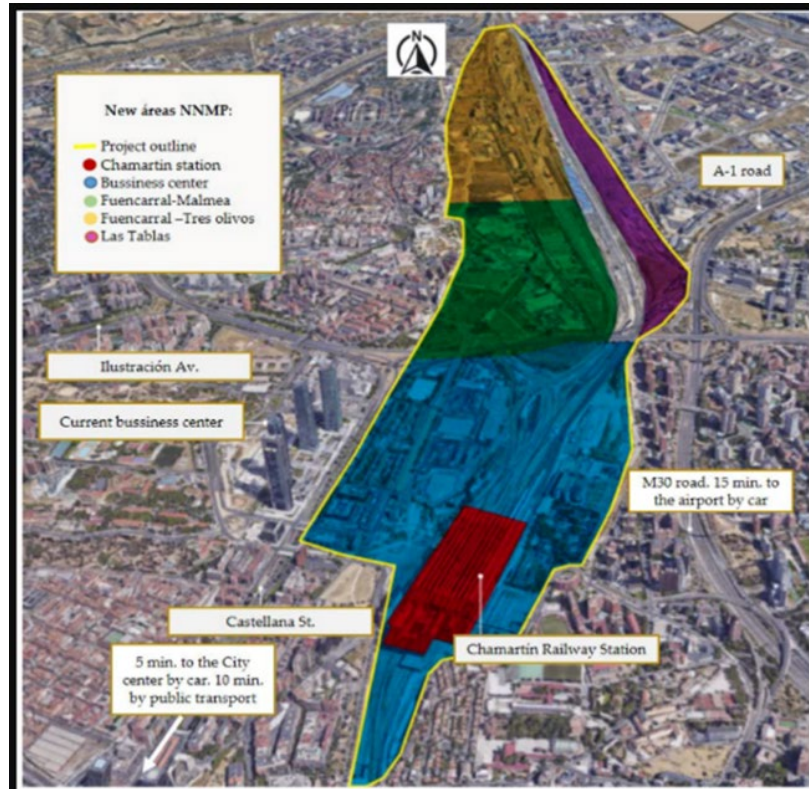 N
New áreas NNMP:
Project outline
Chamartin station
Bussiness center
Fuencarral-Malmea
Fuencarral –Tres olivos
Las Tablas
A-1 road
Ilustración Av.
Current bussiness center
M30 road. 15 min. to
the airport by car
Castellana St.
Chamartín Railway Station
5 min. to the City
center by car. 10 min.
by public transport